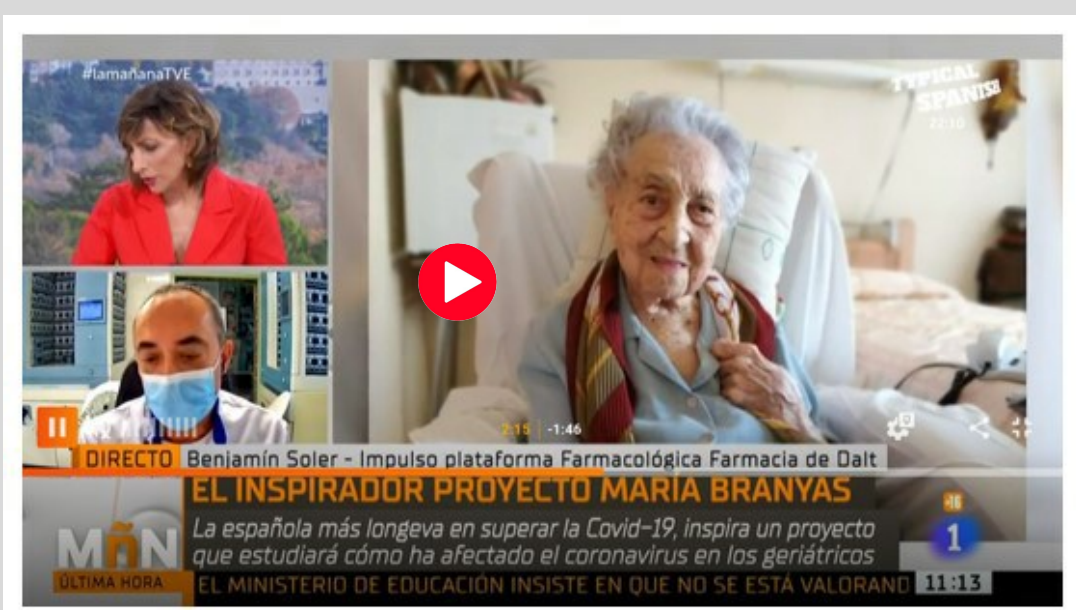 #lamañanaTVE
TYPICAL
SPANISH
22:10
2:15 -1:46
DIRECTO Benjamín Soler - Impulso plataforma Farmacológica Farmacia de Dalt
EL INSPIRADOR PROYECTO MARÍA BRANYAS
La española más longeva en superar la Covid-19, inspira un proyecto
que estudiará cómo ha afectado el coronavirus en los geriátricos
MÑN
+16
1
ÚLTIMA HORA EL MINISTERIO DE EDUCACIÓN INSISTE EN QUE NO SE ESTÁ VALORAND 11:13